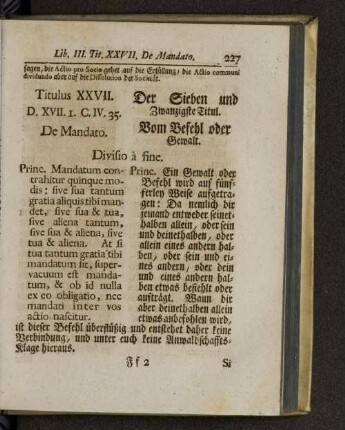 Lib. III. Tit. XXVII. De Mandato. 227
sagen, die Actio pro Socio gehet auf die Erfüllung, die Actio communi
dividundo aber auf die Dissolution der Societät.
Titulus XXVII.
D. XVII. 1. C. IV. 35.
De Mandato.
Der Sieben und
Zwanzigste Titul.
Vom Befehl oder
Gewalt.
Divisio à fine.
Princ. Mandatum con-
trahitur quinque mo-
dis; sive sua tantum
gratia aliquis tibi man-
det, sive sua & tua,
sive aliena tantum,
sive sua & aliena, sive
tua & aliena. At si
tua tantum gratia tibi
mandatum sit, super-
vacuum est manda-
tum, & ob id nulla
ex eo obligatio, nec
mandati inter vos
actio nascitur.
Princ. Ein Gewalt oder
Befehl wird auf fünf-
ferley Weise aufgetra-
gen: Da nemlich dir
jemand entweder seinet-
halben allein, oder sein
und deinethalben, oder
allein eines andern hal-
ben, oder sein und ei-
nes andern, oder dein
und eines andern hal-
ben etwas befiehlt oder
aufträgt. Wann dir
aber deinethalben allein
etwas anbefohlen wird,
ist dieser Befehl überflüßig und entstehet daher keine
Verbindung, und unter euch keine Anwaldschaffts-
Klage hieraus.
Ff 2 Si